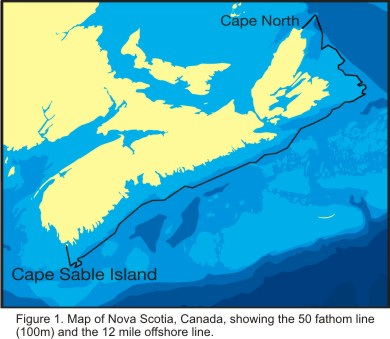 Cape North
Cape Sable Island
Figure 1. Map of Nova Scotia, Canada, showing the 50 fathom line
(100m) and the 12 mile offshore line.